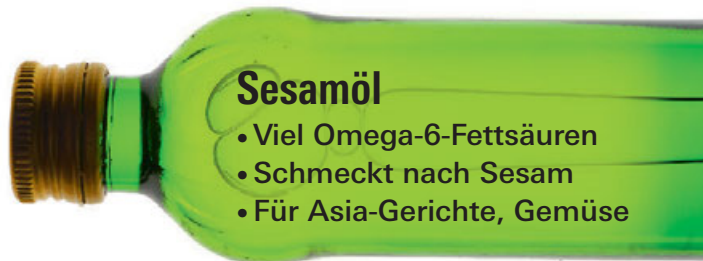 Sesamöl
• Viel Omega-6-Fettsäuren
• Schmeckt nach Sesam
• Für Asia-Gerichte, Gemüse